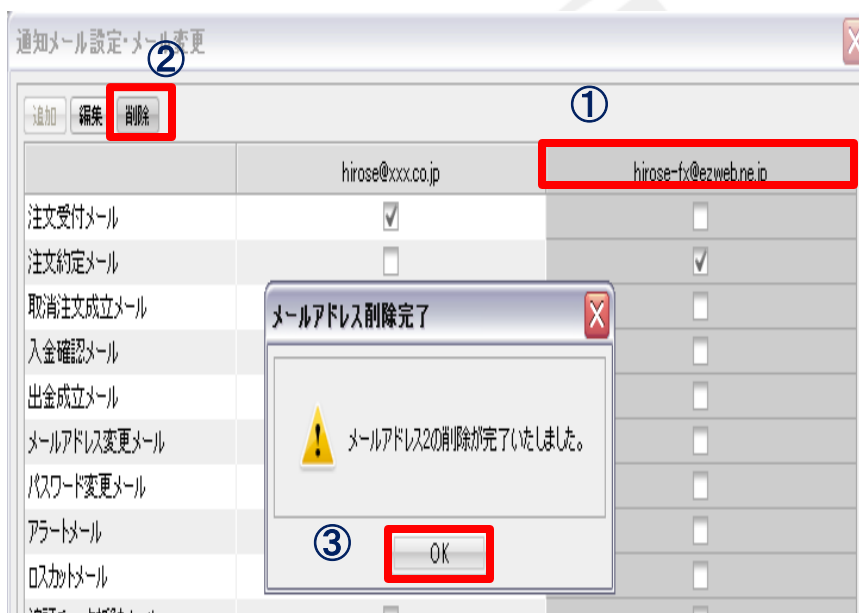 通知メール設定・メール変更
②
追加 編集 削除
①
hirose@xxx.co.jp hirose-fx@ezweb.ne.jp
注文受付メール
注文約定メール
取消注文成立メール
入金確認メール
出金成立メール
メールアドレス変更メール
パスワード変更メール
アラートメール
ロスカットメール
メールアドレス削除完了
メールアドレス2の削除が完了いたしました。
③
OK